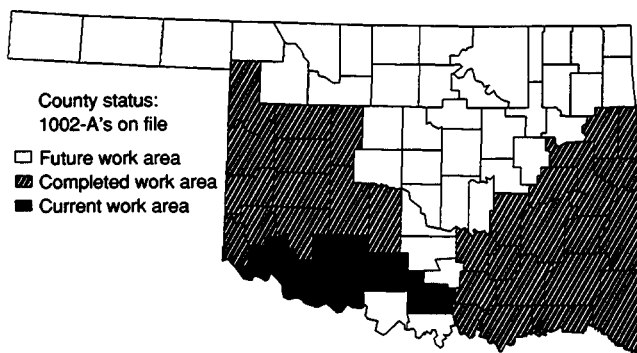 County status:
1002-A's on file
Future work area
Completed work area
Current work area